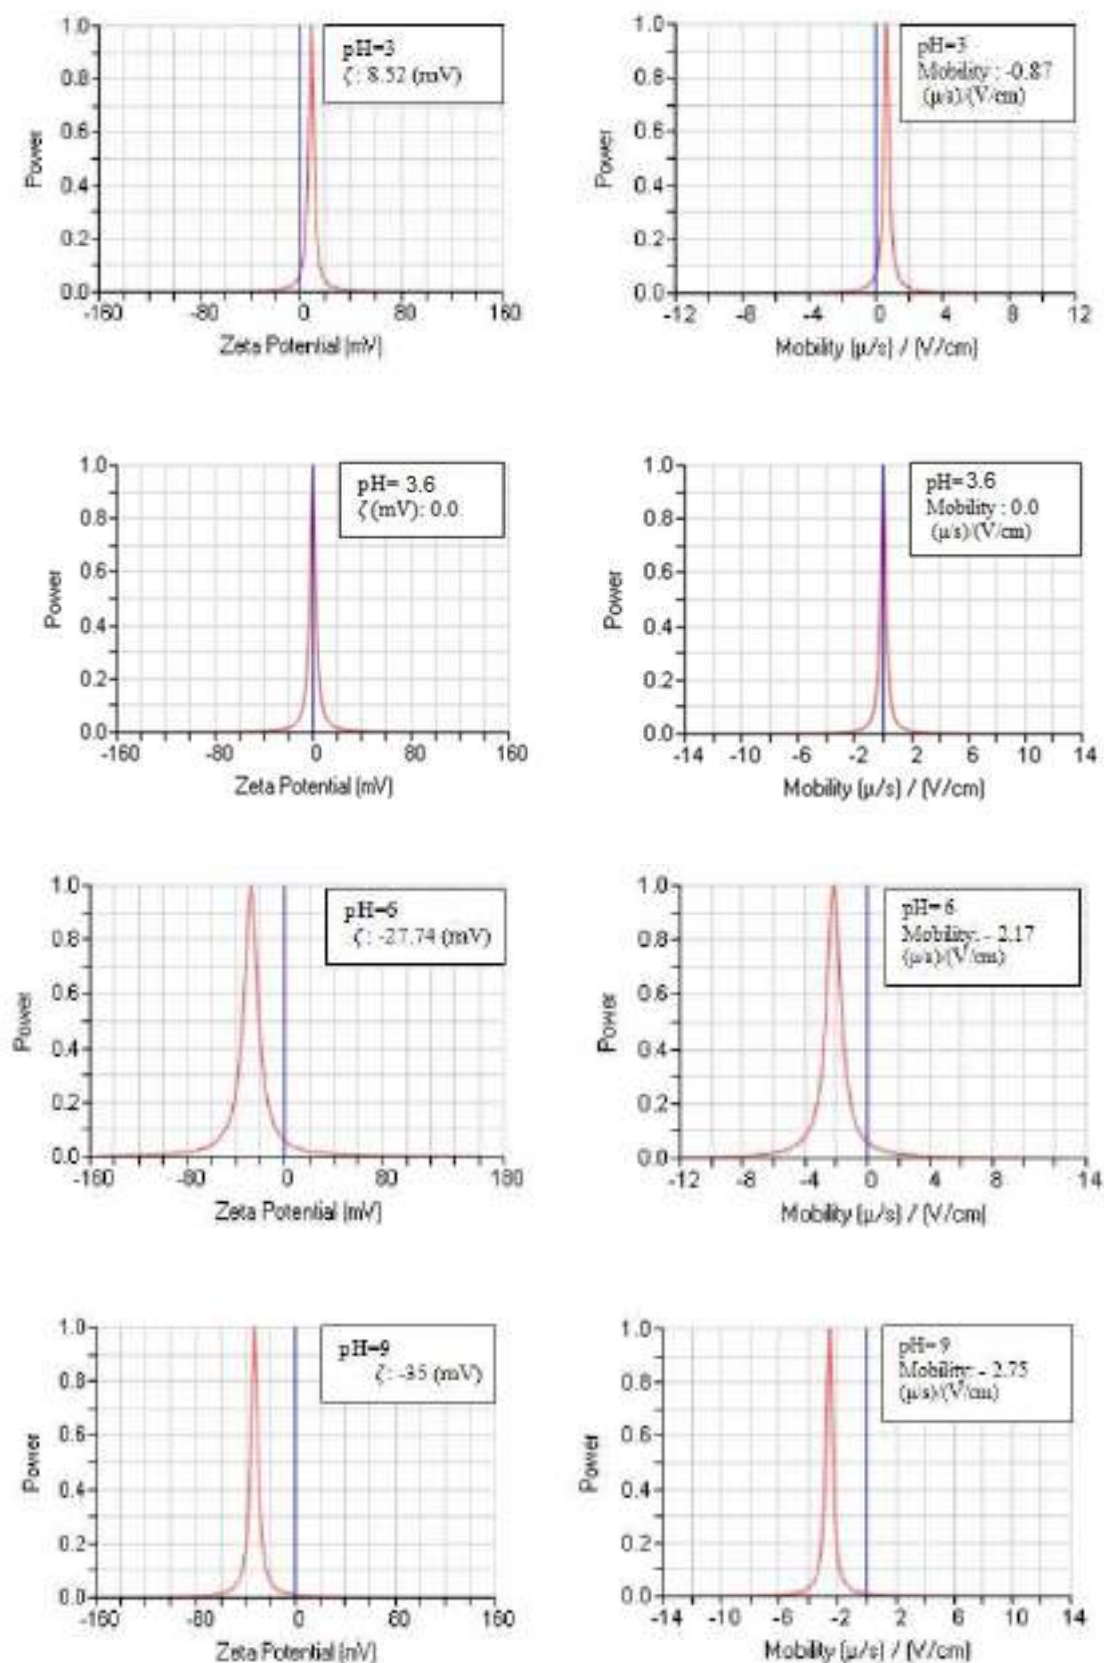 1.0
0.8
0.6
0.4
0.2
0.0
Power
-160
-80
0
80
160
Zeta Potential (mV)
pH=3
ζ: 8.52 (mV)
1.0
0.8
0.6
0.4
0.2
0.0
Power
-12
-8
-4
0
4
8
12
Mobility (μ/s) / (V/cm)
pH=3
Mobility : -0.87
(μ/s)/(V/cm)
1.0
0.8
0.6
0.4
0.2
0.0
Power
-160
-80
0
80
160
Zeta Potential (mV)
pH= 3.6
ζ (mV): 0.0
1.0
0.8
0.6
0.4
0.2
0.0
Power
-14
-10
-6
-2
2
6
10
14
Mobility (μ/s) / (V/cm)
pH= 3.6
Mobility : 0.0
(μ/s)/(V/cm)
1.0
0.8
0.6
0.4
0.2
0.0
Power
-160
-80
0
80
160
Zeta Potential (mV)
pH=6
ζ: -27.74 (mV)
1.0
0.8
0.6
0.4
0.2
0.0
Power
-12
-8
-4
0
4
8
14
Mobility (μ/s) / (V/cm)
pH= 6
Mobility: - 2.17
(μ/s)/(V/cm)
1.0
0.8
0.6
0.4
0.2
0.0
Power
-160
-80
0
80
160
Zeta Potential (mV)
pH=9
ζ: -35 (mV)
1.0
0.8
0.6
0.4
0.2
0.0
Power
-14
-10
-6
-2
2
6
10
14
Mobility (μ/s) / (V/cm)
pH= 9
Mobility: - 2.75
(μ/s)/(V/cm)